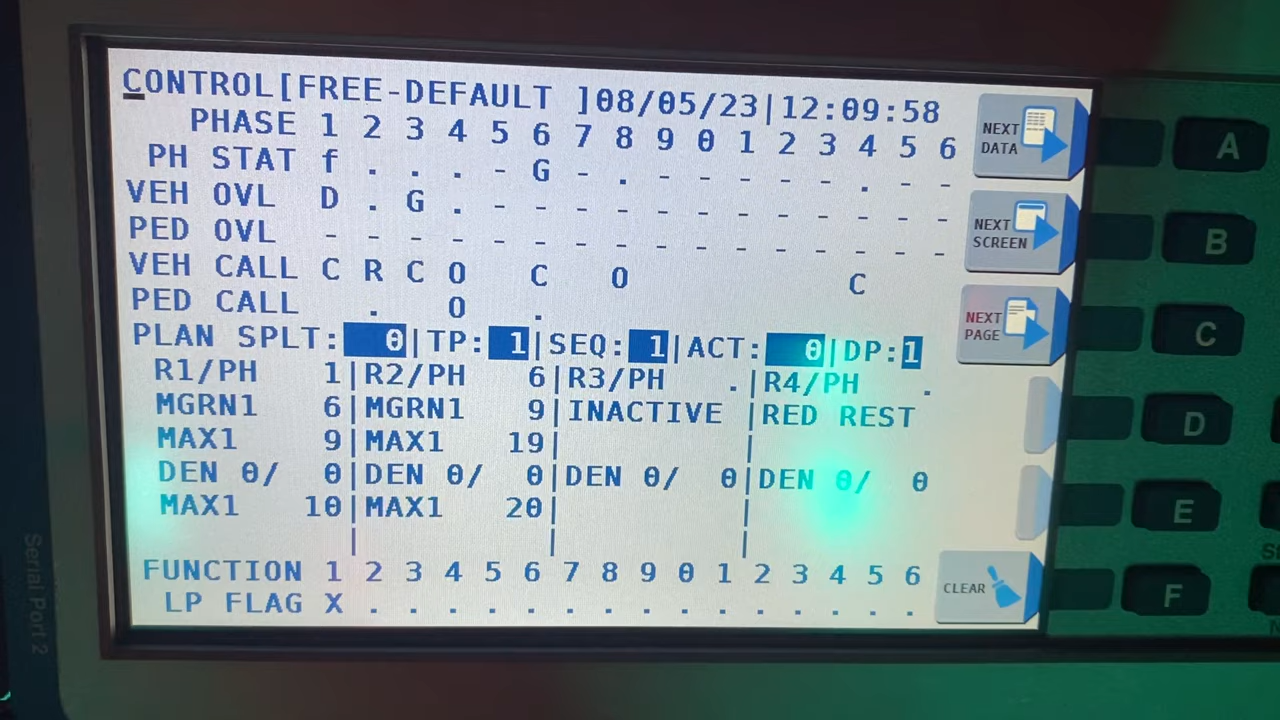 CONTROL[FREE-DEFAULT ]08/05/23|12:09:58
PHASE 1 2 3 4 5 6 7 8 9 0 1 2 3 4 5 6
PH STAT f . . . - G - . - - - - - . - -
VEH OVL D . G . - - - - - - - - - - - -
PED OVL - - - - - - - - - - - - - - - -
VEH CALL C R C O C O C
PED CALL . O .
PLAN SPLT: 0|TP: 1|SEQ: 1|ACT: 0|DP:1
R1/PH 1|R2/PH 6|R3/PH .|R4/PH .
MGRN1 6|MGRN1 9|INACTIVE |RED REST
MAX1 9|MAX1 19| |
DEN 0/ 0|DEN 0/ 0|DEN 0/ 0|DEN 0/ 0
MAX1 10|MAX1 20| |
| | |
FUNCTION 1 2 3 4 5 6 7 8 9 0 1 2 3 4 5 6
LP FLAG X . . . . . . . . . . . . . . .
NEXT
DATA
NEXT
SCREEN
NEXT
PAGE
CLEAR
A
B
C
D
E
F
Serial Port 2